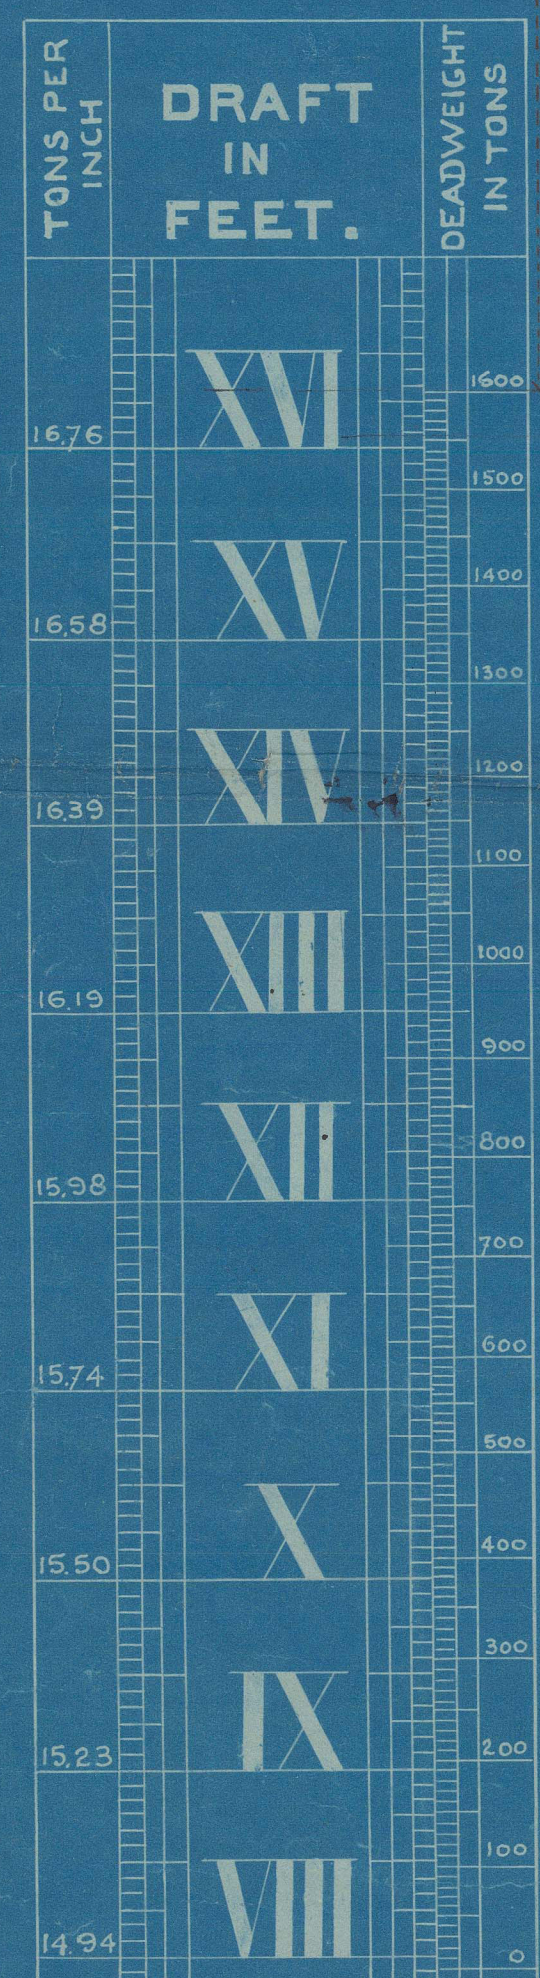 TONS PER
INCH
DRAFT
IN
FEET.
DEADWEIGHT
IN TONS
XVI
1600
16.76
1500
XV
1400
16.58
1300
XIV
1200
16.39
1100
XIII
1000
16.19
900
XII
800
15.98
700
XI
600
15.74
500
X
400
15.50
300
IX
200
15.23
100
VIII
14.94
0